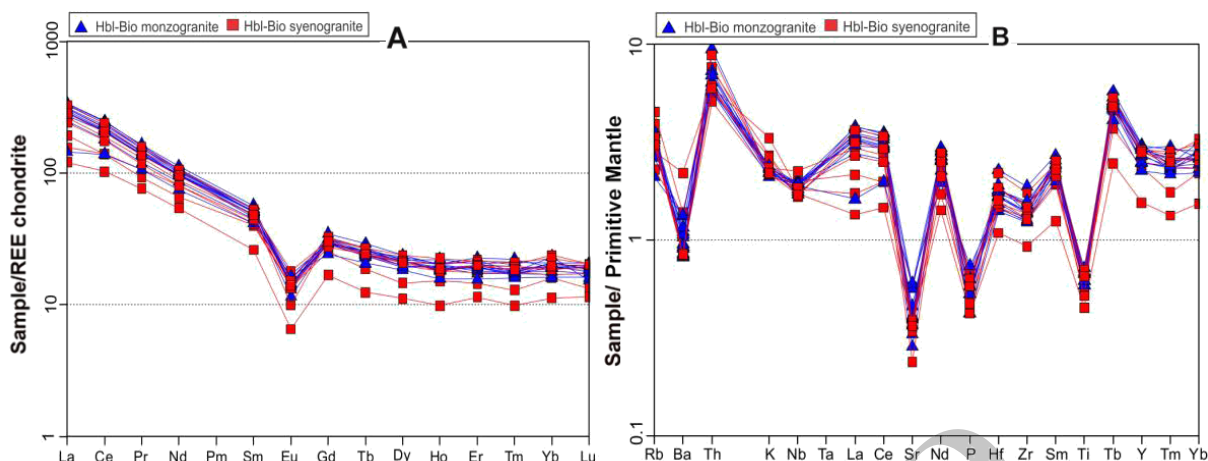 Hbl-Bio monzogranite Hbl-Bio syenogranite
A
Sample/REE chondrite
1000
100
10
1
La Ce Pr Nd Pm Sm Eu Gd Tb Dy Ho Er Tm Yb Lu
Hbl-Bio monzogranite Hbl-Bio syenogranite
B
Sample/ Primitive Mantle
10
1
0.1
Rb Ba Th K Nb Ta La Ce Sr Nd P Hf Zr Sm Ti Tb Y Tm Yb